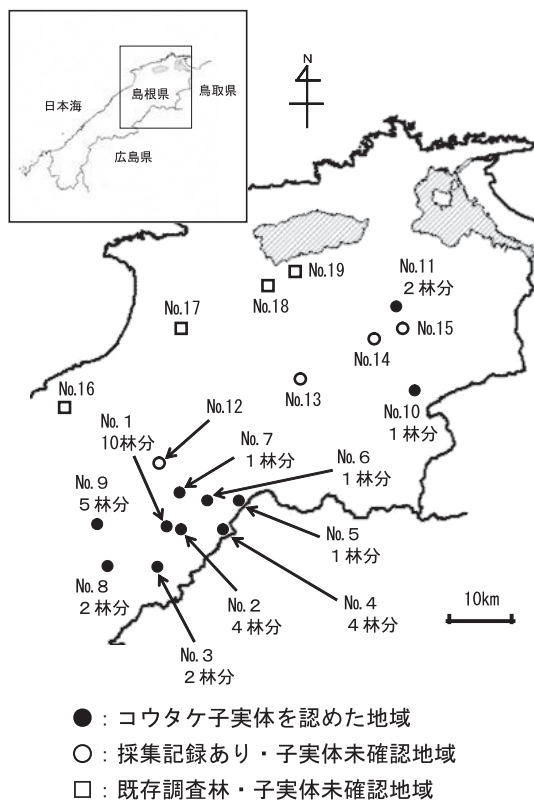 日本海
島根県
鳥取県
広島県
N
No.11
2林分
No.19
No.18
No.17
No.15
No.14
No.13
No.10
1林分
No.16
No.1
10林分
No.12
No.7
1林分
No.6
1林分
No.9
5林分
No.5
1林分
No.8
2林分
No.2
4林分
No.4
4林分
No.3
2林分
10km
●：コウタケ子実体を認めた地域
○：採集記録あり・子実体未確認地域
□：既存調査林・子実体未確認地域